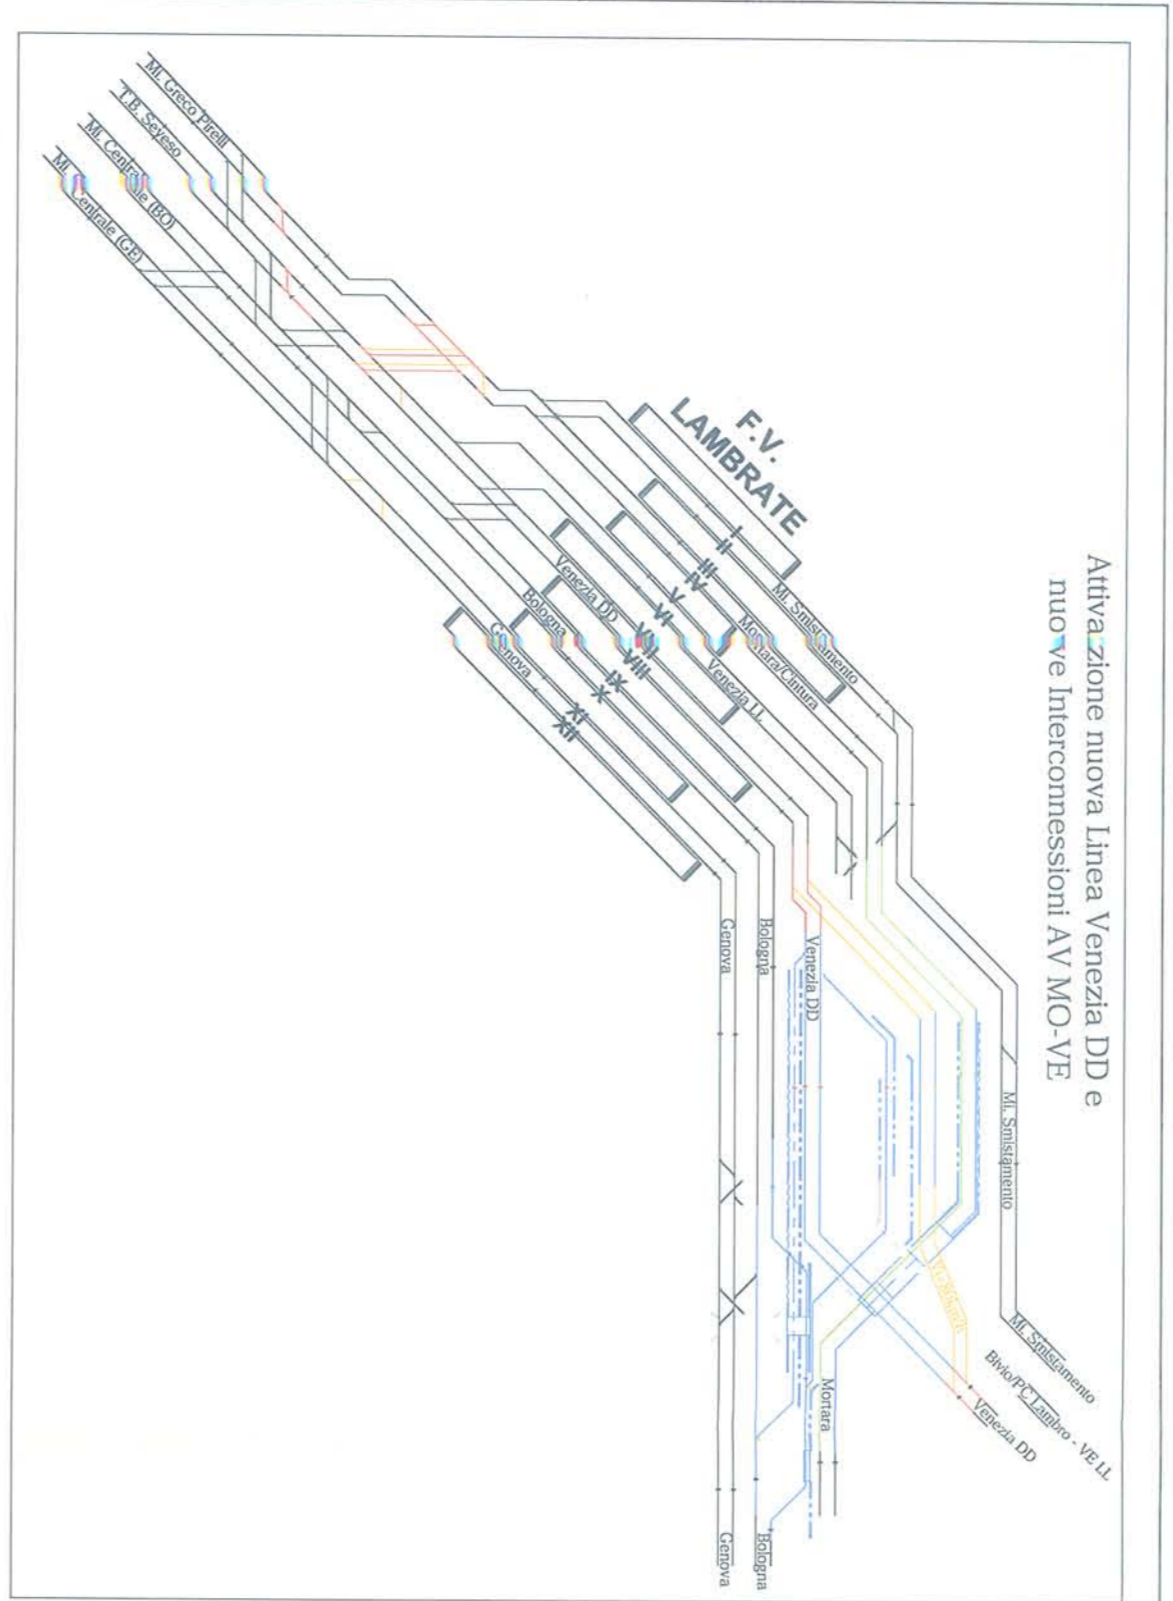 Attivazione nuova Linea Venezia DD e
nuove Interconnessioni AV MO-VE
Mi. Greco Pirelli
T.B. Seveso
Mi. Centrale (BO)
Mi. Centrale (GE)
F.V.
LAMBRATE
I
II
III
IV
V
VI
VII
VIII
IX
X
XI
XII
Mi. Smistamento
Mortara/Cintura
Venezia LL
Venezia DD
Bologna
Genova
Mi. Smistamento
Venezia DD
Bologna
Genova
Mi. Smistamento
Bivio/PC Lambro - VE LL
Venezia DD
Mortara
Bologna
Genova